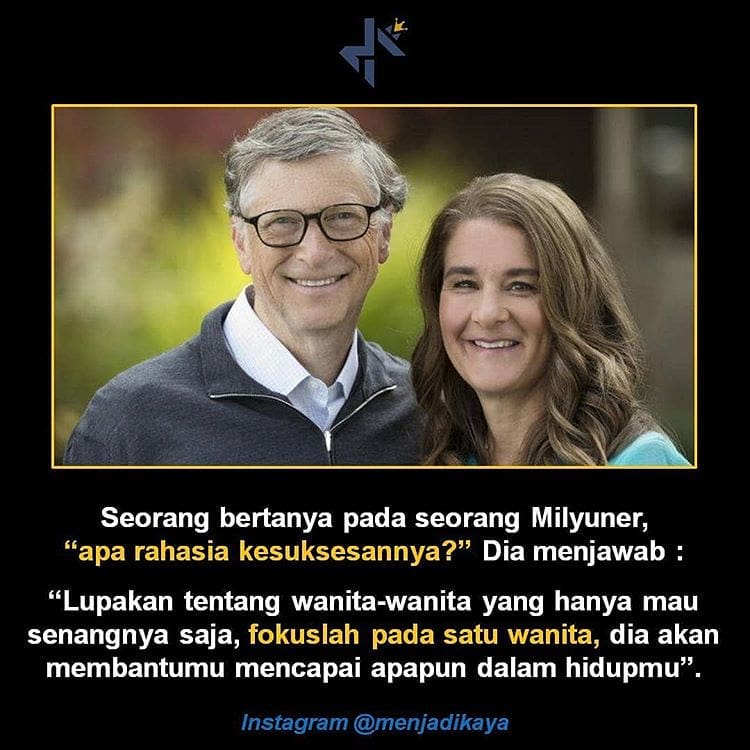 Seorang bertanya pada seorang Milyuner,
“apa rahasia kesuksesannya?” Dia menjawab :
“Lupakan tentang wanita-wanita yang hanya mau
senangnya saja, fokuslah pada satu wanita, dia akan
membantumu mencapai apapun dalam hidupmu”.
Instagram @menjadikaya